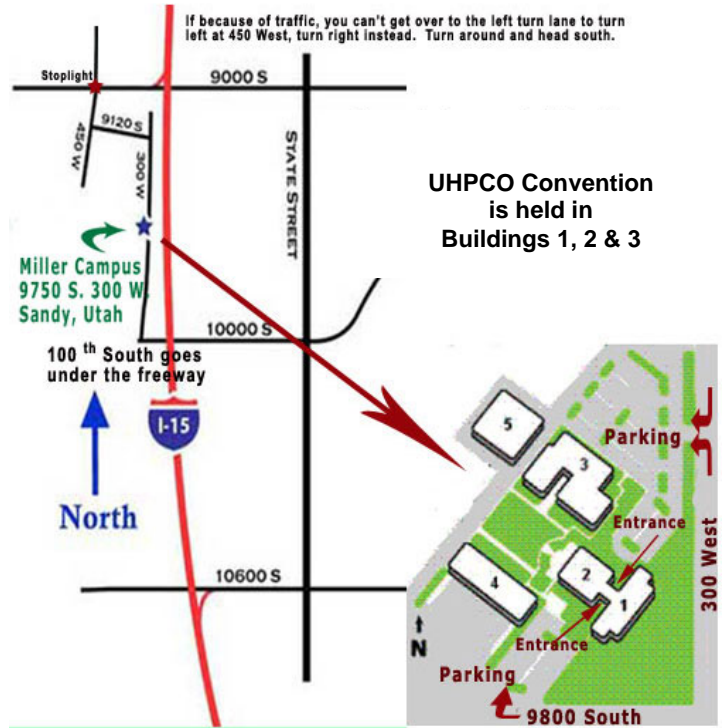 If because of traffic, you can't get over to the left turn lane to turn
left at 450 West, turn right instead. Turn around and head south.
Stoplight
9000 S
9120 S
450 W
300 W
STATE STREET
UHPCO Convention
is held in
Buildings 1, 2 & 3
Miller Campus
9750 S. 300 W.
Sandy, Utah
10000 S
100 th South goes
under the freeway
I-15
North
10600 S
5
Parking
3
Entrance
300 West
2
4
1
N
Entrance
Parking
9800 South